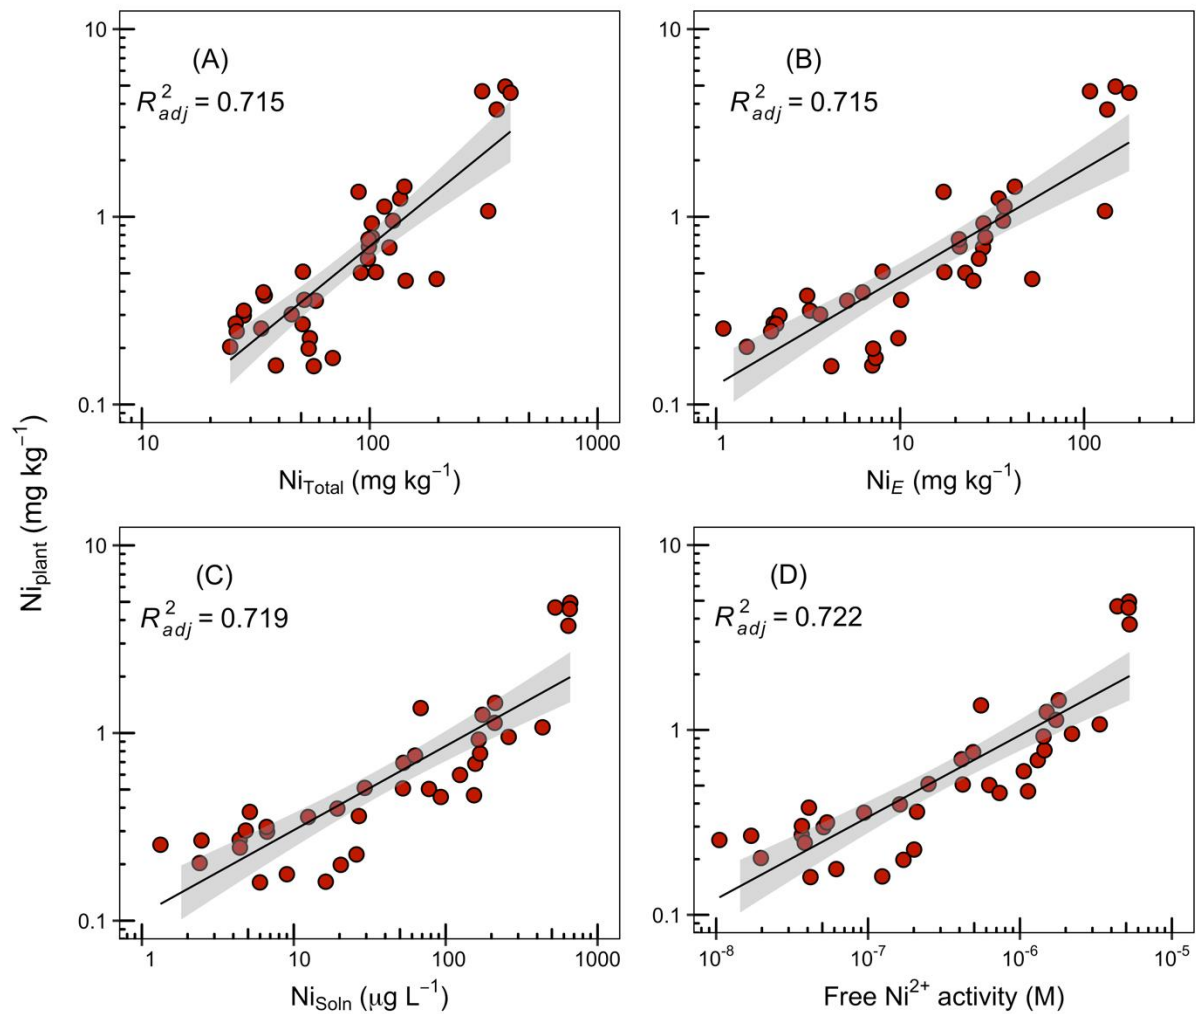 (A)
R²adj = 0.715
10
1
0.1
10
100
1000
NiTotal (mg kg⁻¹)
(B)
R²adj = 0.715
10
1
0.1
1
10
100
NiE (mg kg⁻¹)
Niplant (mg kg⁻¹)
(C)
R²adj = 0.719
10
1
0.1
1
10
100
1000
NiSoln (μg L⁻¹)
(D)
R²adj = 0.722
10
1
0.1
10⁻⁸
10⁻⁷
10⁻⁶
10⁻⁵
Free Ni²⁺ activity (M)